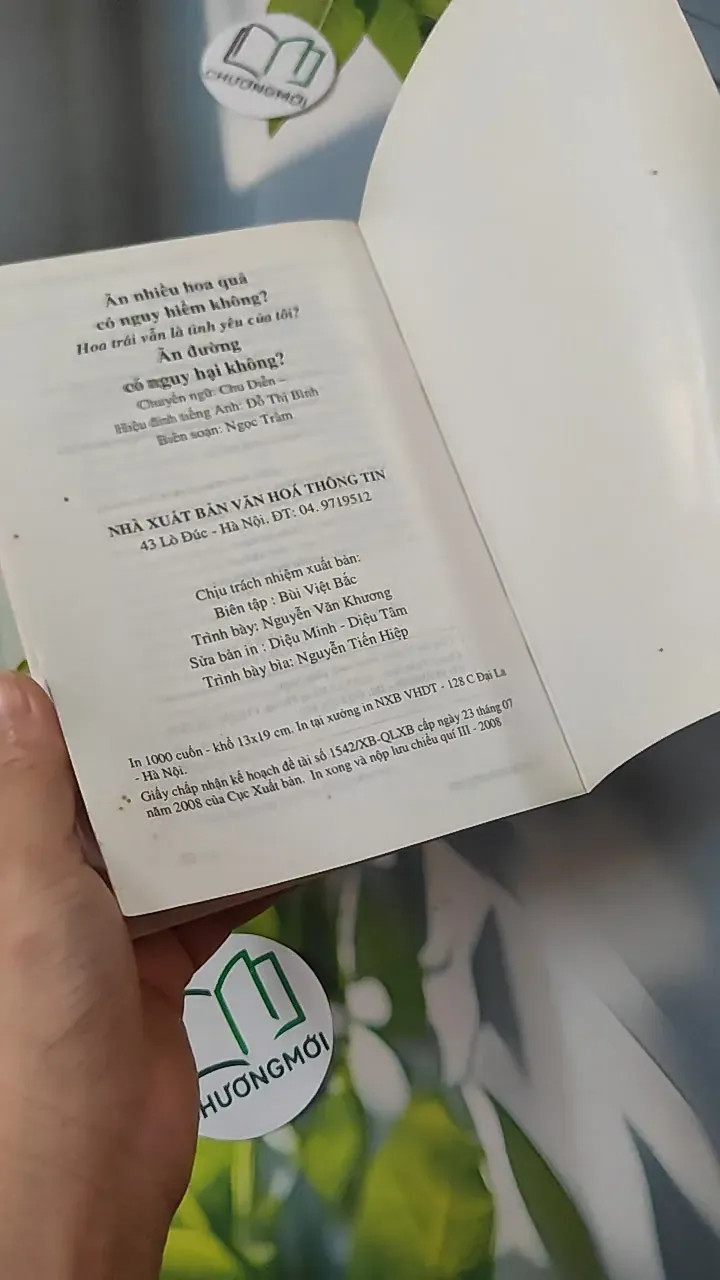 CHƯƠNGMỚI
Ăn nhiều hoa quả
có nguy hiểm không?
Hoa trái vẫn là tình yêu của tôi?
Ăn đường
có nguy hại không?
Chuyển ngữ: Chu Diễn –
Hiệu đính tiếng Anh: Đỗ Thị Bình
Biên soạn: Ngọc Trâm
NHÀ XUẤT BẢN VĂN HOÁ THÔNG TIN
43 Lò Đúc - Hà Nội. ĐT: 04. 9719512
Chịu trách nhiệm xuất bản:
Biên tập : Bùi Việt Bắc
Trình bày: Nguyễn Văn Khương
Sửa bản in : Diệu Minh - Diệu Tâm
Trình bày bìa: Nguyễn Tiến Hiệp
In 1000 cuốn - khổ 13x19 cm. In tại xưởng in NXB VHDT - 128 C Đại La
- Hà Nội.
Giấy chấp nhận kế hoạch đề tài số 1542/XB-QLXB cấp ngày 23 tháng 07
năm 2008 của Cục Xuất bản. In xong và nộp lưu chiểu quí III - 2008
HƯƠNGMỚI